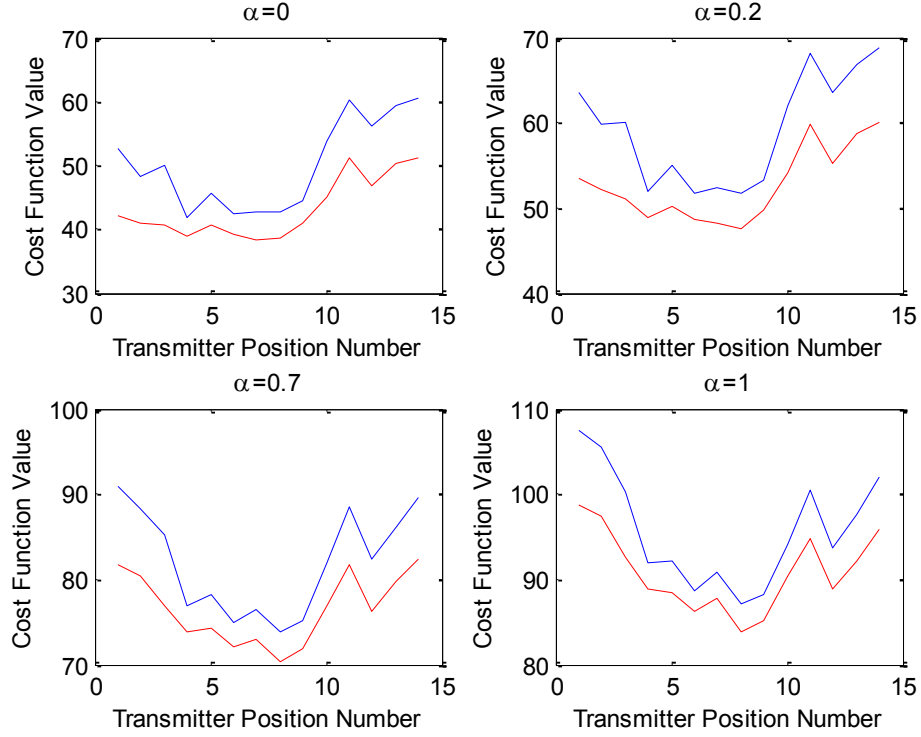 α=0
Cost Function Value
70
60
50
40
30
0
5
10
15
Transmitter Position Number
α=0.2
Cost Function Value
70
60
50
40
0
5
10
15
Transmitter Position Number
α=0.7
Cost Function Value
100
90
80
70
0
5
10
15
Transmitter Position Number
α=1
Cost Function Value
110
100
90
80
0
5
10
15
Transmitter Position Number